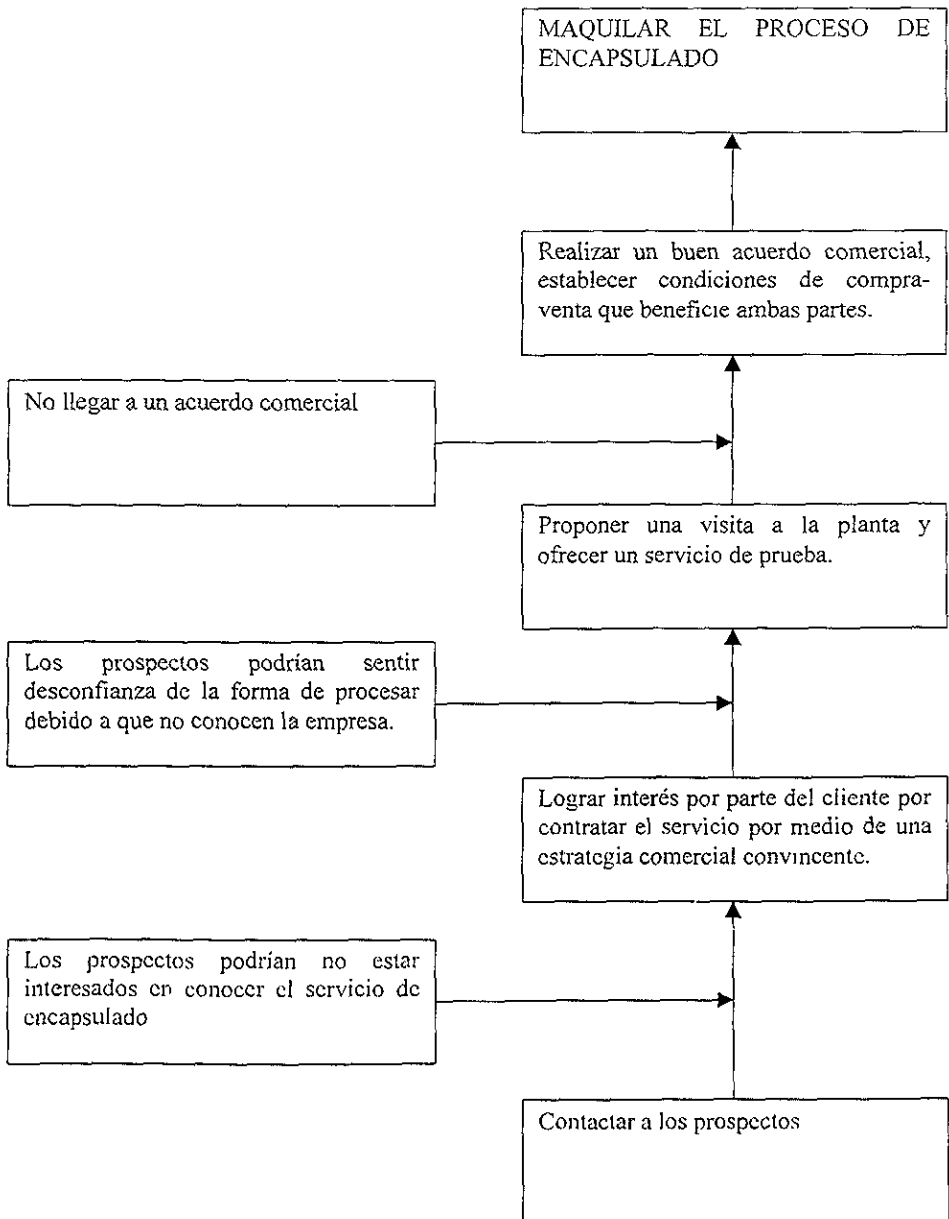 MAQUILAR EL PROCESO DE
ENCAPSULADO
Realizar un buen acuerdo comercial,
establecer condiciones de compra-
venta que beneficie ambas partes.
No llegar a un acuerdo comercial
Proponer una visita a la planta y
ofrecer un servicio de prueba.
Los prospectos podrían sentir
desconfianza de la forma de procesar
debido a que no conocen la empresa.
Lograr interés por parte del cliente por
contratar el servicio por medio de una
estrategia comercial convincente.
Los prospectos podrían no estar
interesados en conocer el servicio de
encapsulado
Contactar a los prospectos